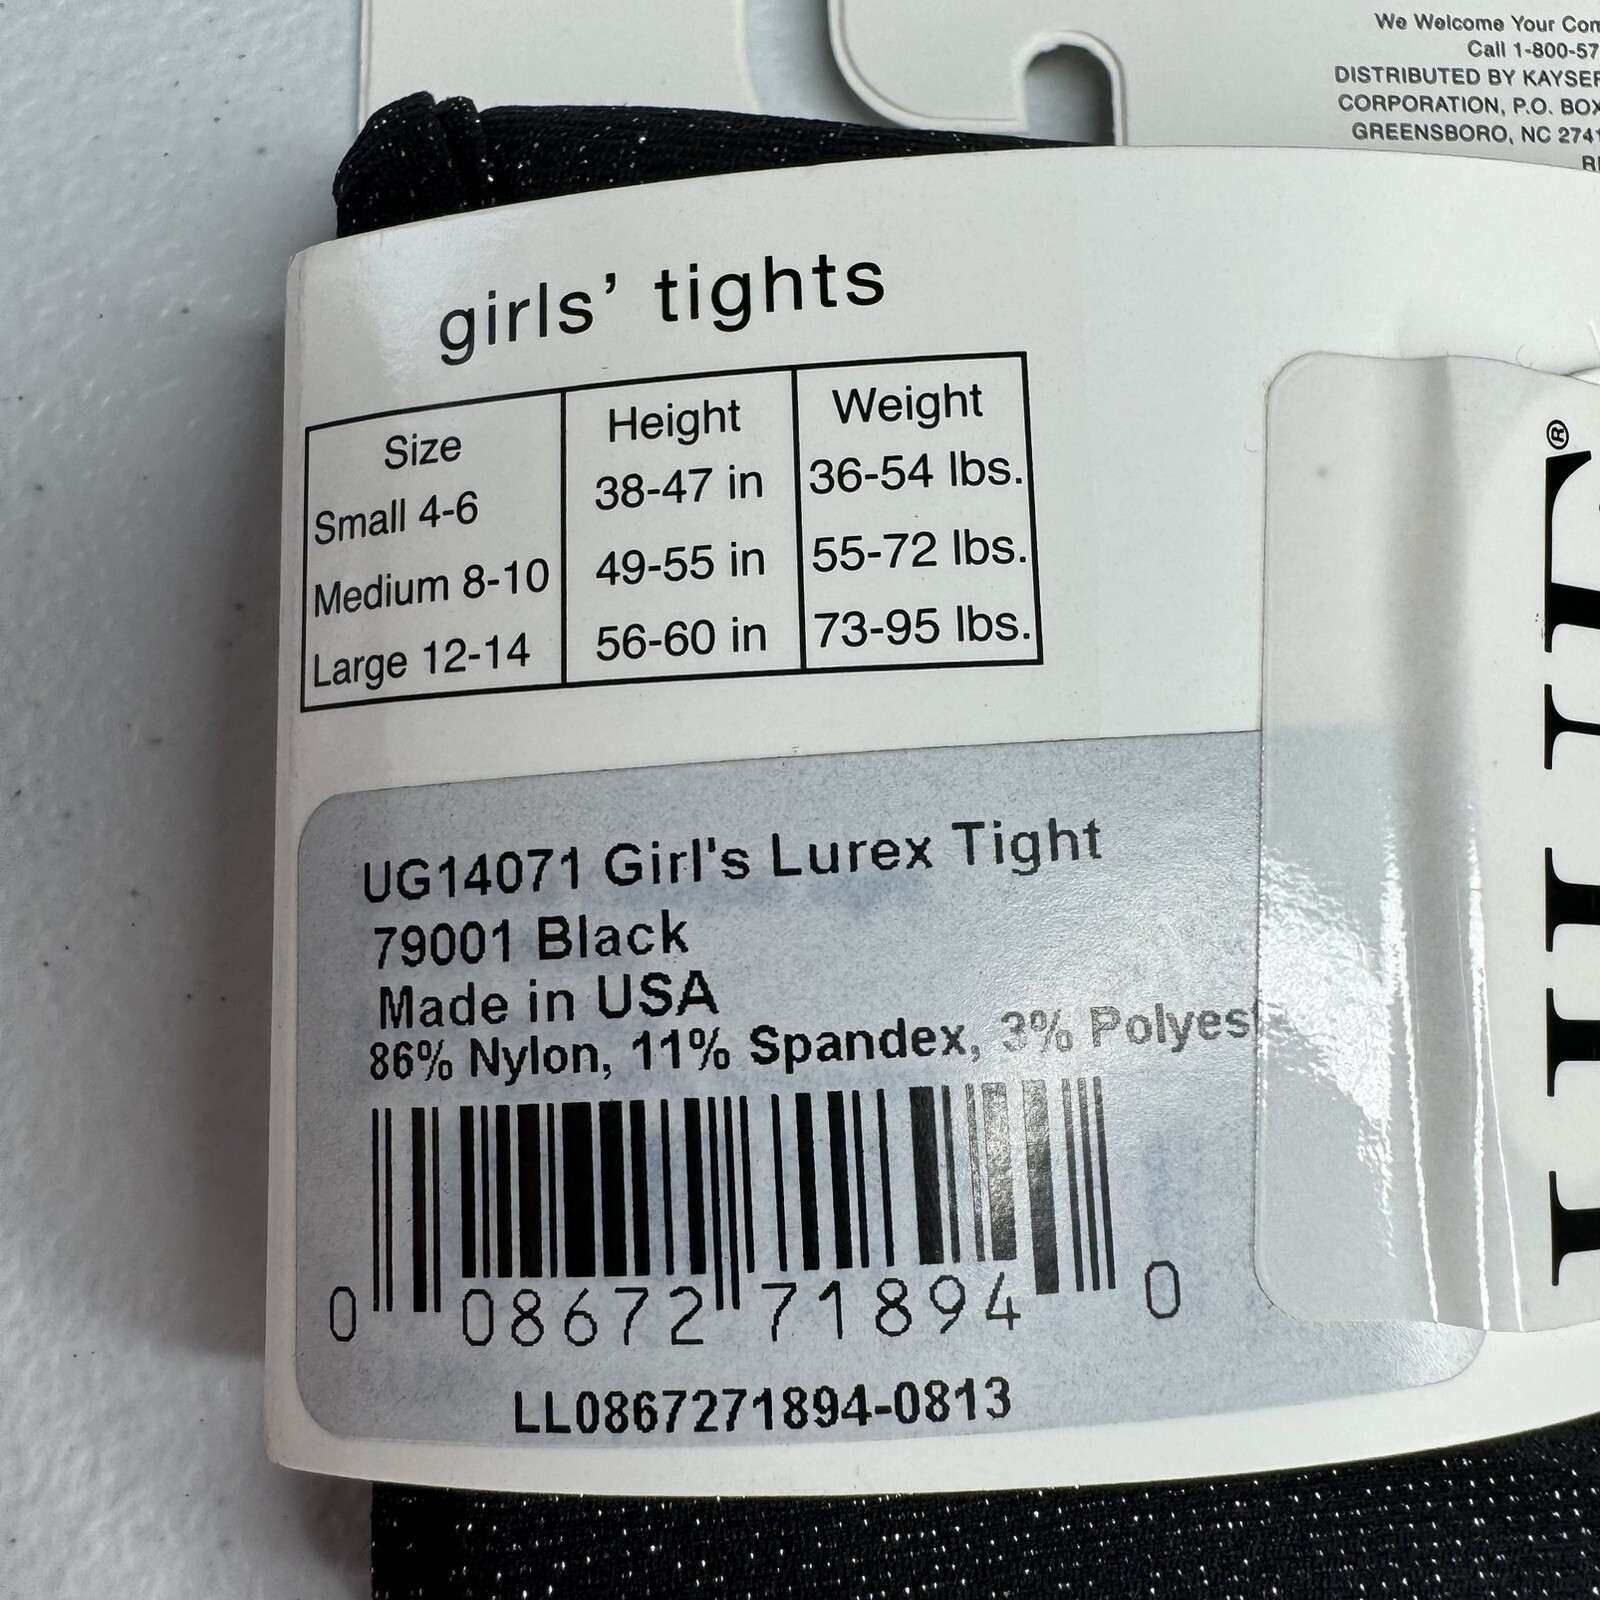 We Welcome Your
Call 1-800-57
DISTRIBUTED BY KAYSER
CORPORATION, P.O. BOX
GREENSBORO, NC 2741
girls’ tights
Size Height Weight
Small 4-6 38-47 in 36-54 lbs.
Medium 8-10 49-55 in 55-72 lbs.
Large 12-14 56-60 in 73-95 lbs.
UG14071 Girl's Lurex Tight
79001 Black
Made in USA
86% Nylon, 11% Spandex, 3% Polyes
0 08672 71894 0
LL0867271894-0813